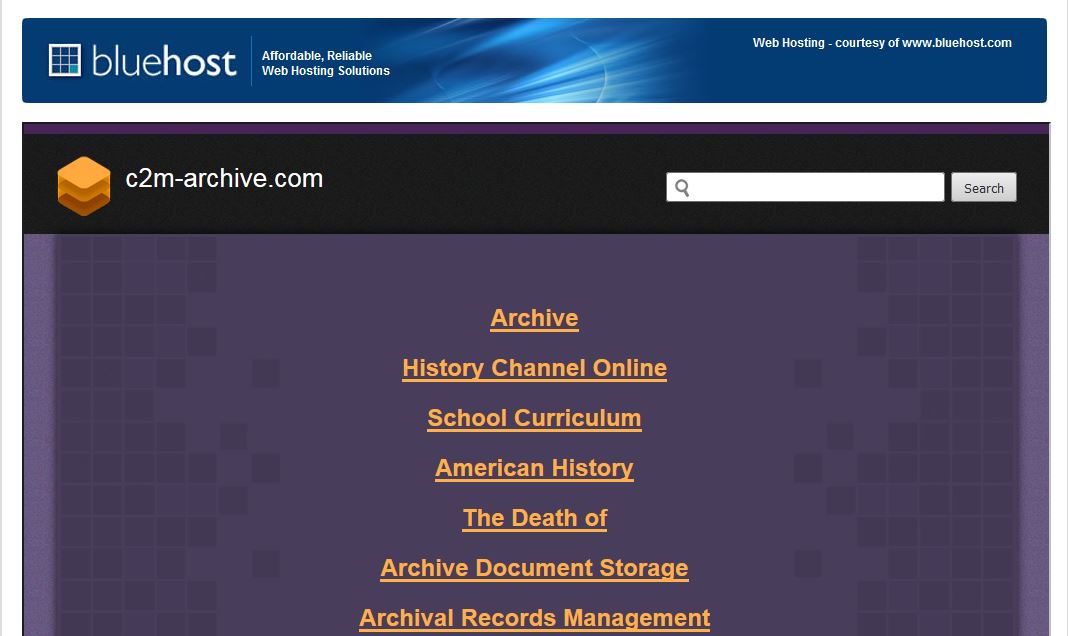 bluehost
Affordable, Reliable
Web Hosting Solutions
Web Hosting - courtesy of www.bluehost.com
c2m-archive.com
Search
Archive
History Channel Online
School Curriculum
American History
The Death of
Archive Document Storage
Archival Records Management